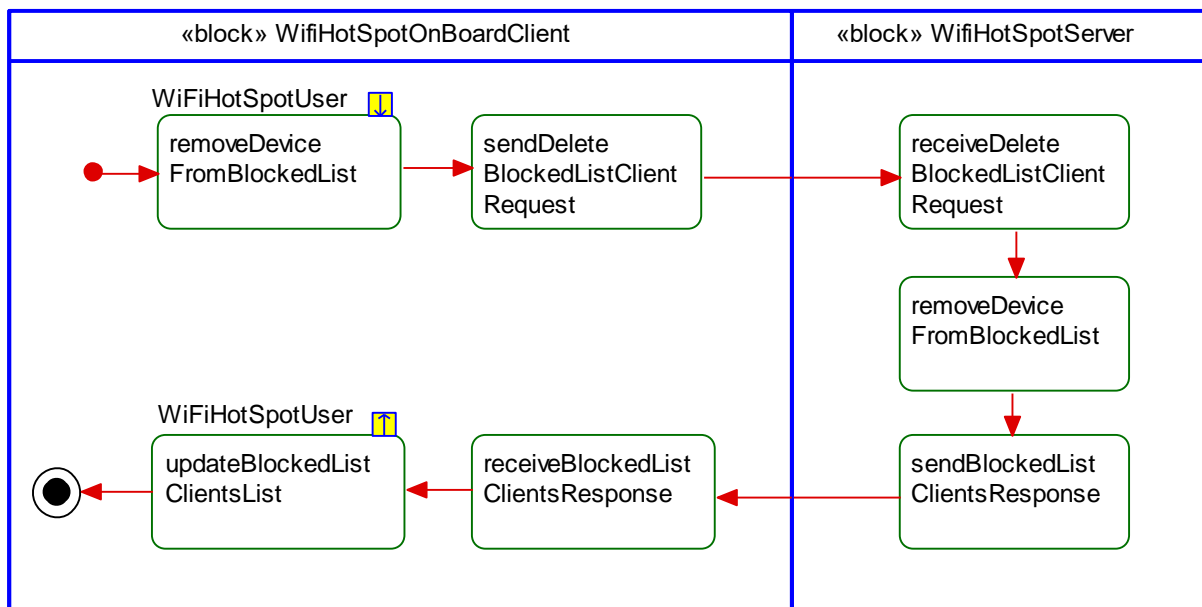 «block» WifiHotSpotOnBoardClient
«block» WifiHotSpotServer
WiFiHotSpotUser
removeDevice
FromBlockedList
sendDelete
BlockedListClient
Request
receiveDelete
BlockedListClient
Request
removeDevice
FromBlockedList
WiFiHotSpotUser
updateBlockedList
ClientsList
receiveBlockedList
ClientsResponse
sendBlockedList
ClientsResponse